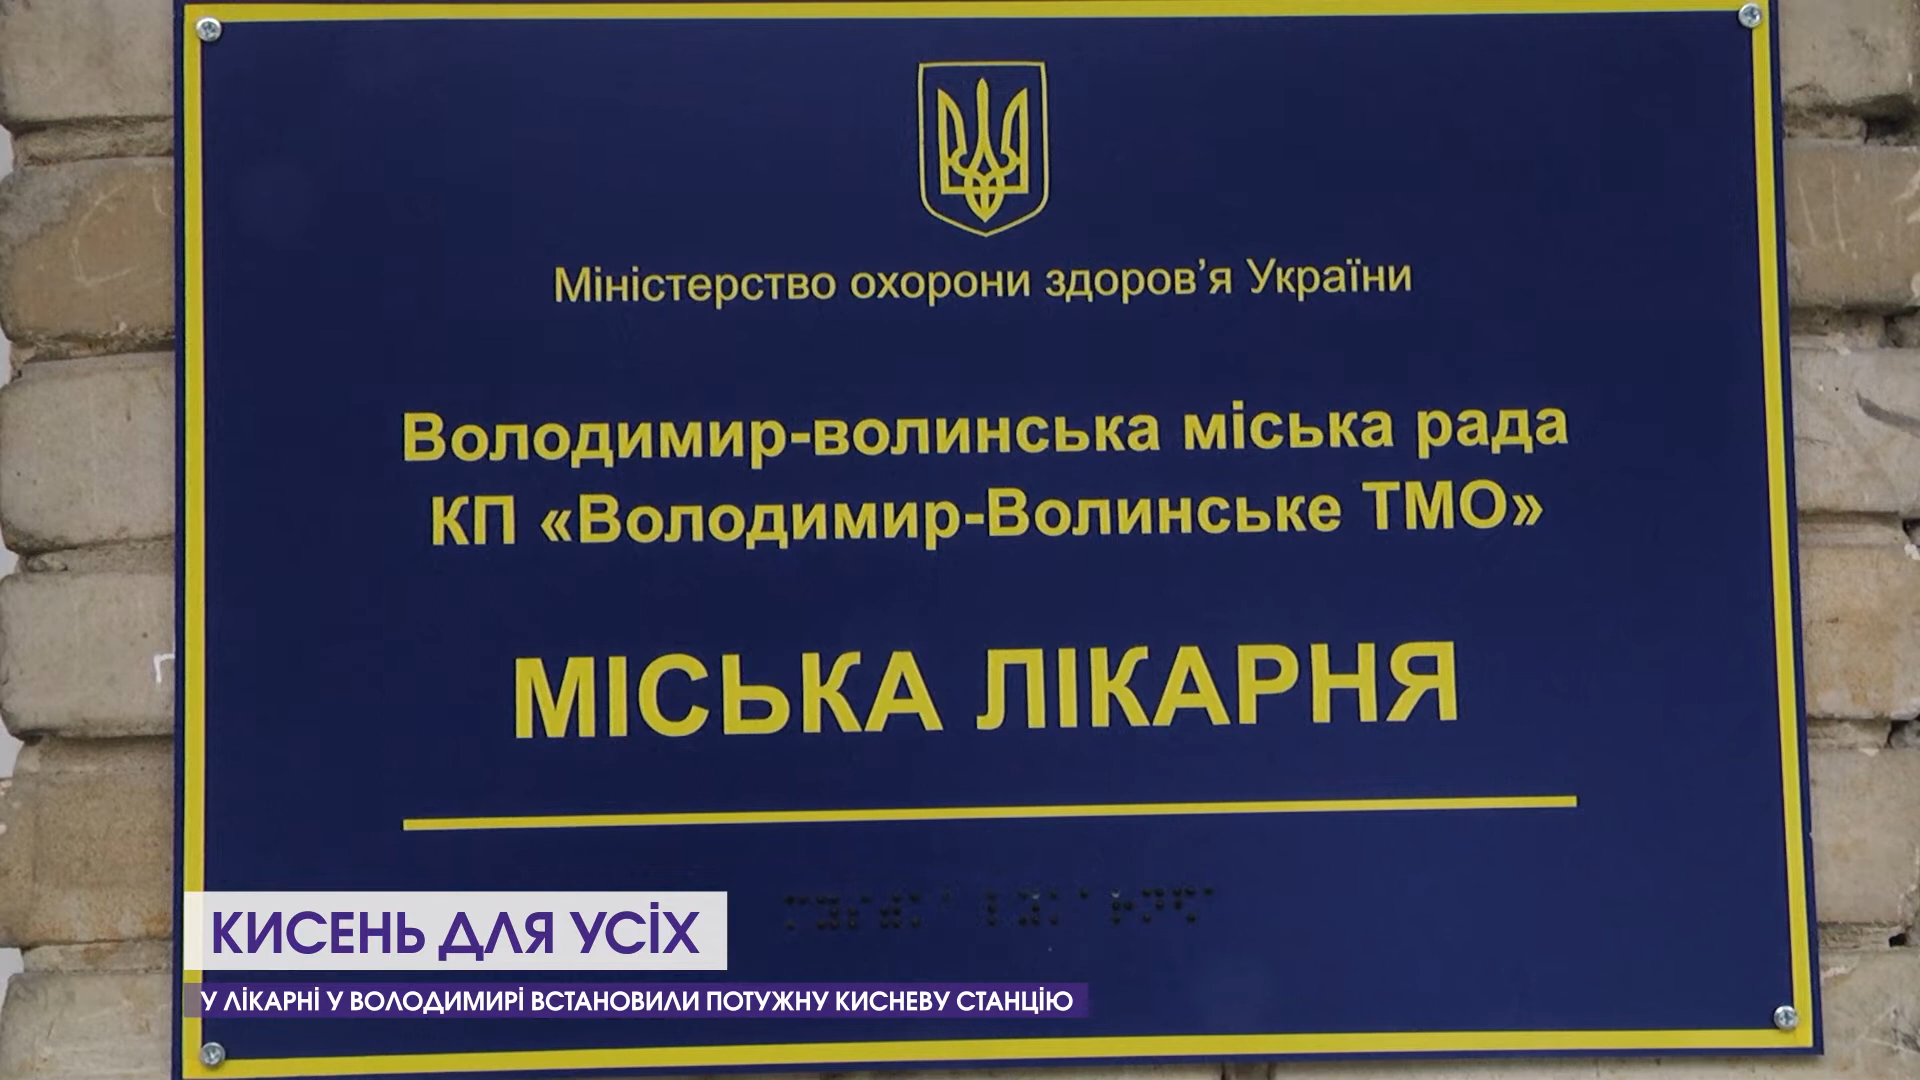 Міністерство охорони здоров’я України
Володимир-волинська міська рада
КП «Володимир-Волинське ТМО»
МІСЬКА ЛІКАРНЯ
КИСЕНЬ ДЛЯ УСІХ
У ЛІКАРНІ У ВОЛОДИМИРІ ВСТАНОВИЛИ ПОТУЖНУ КИСНЕВУ СТАНЦІЮ